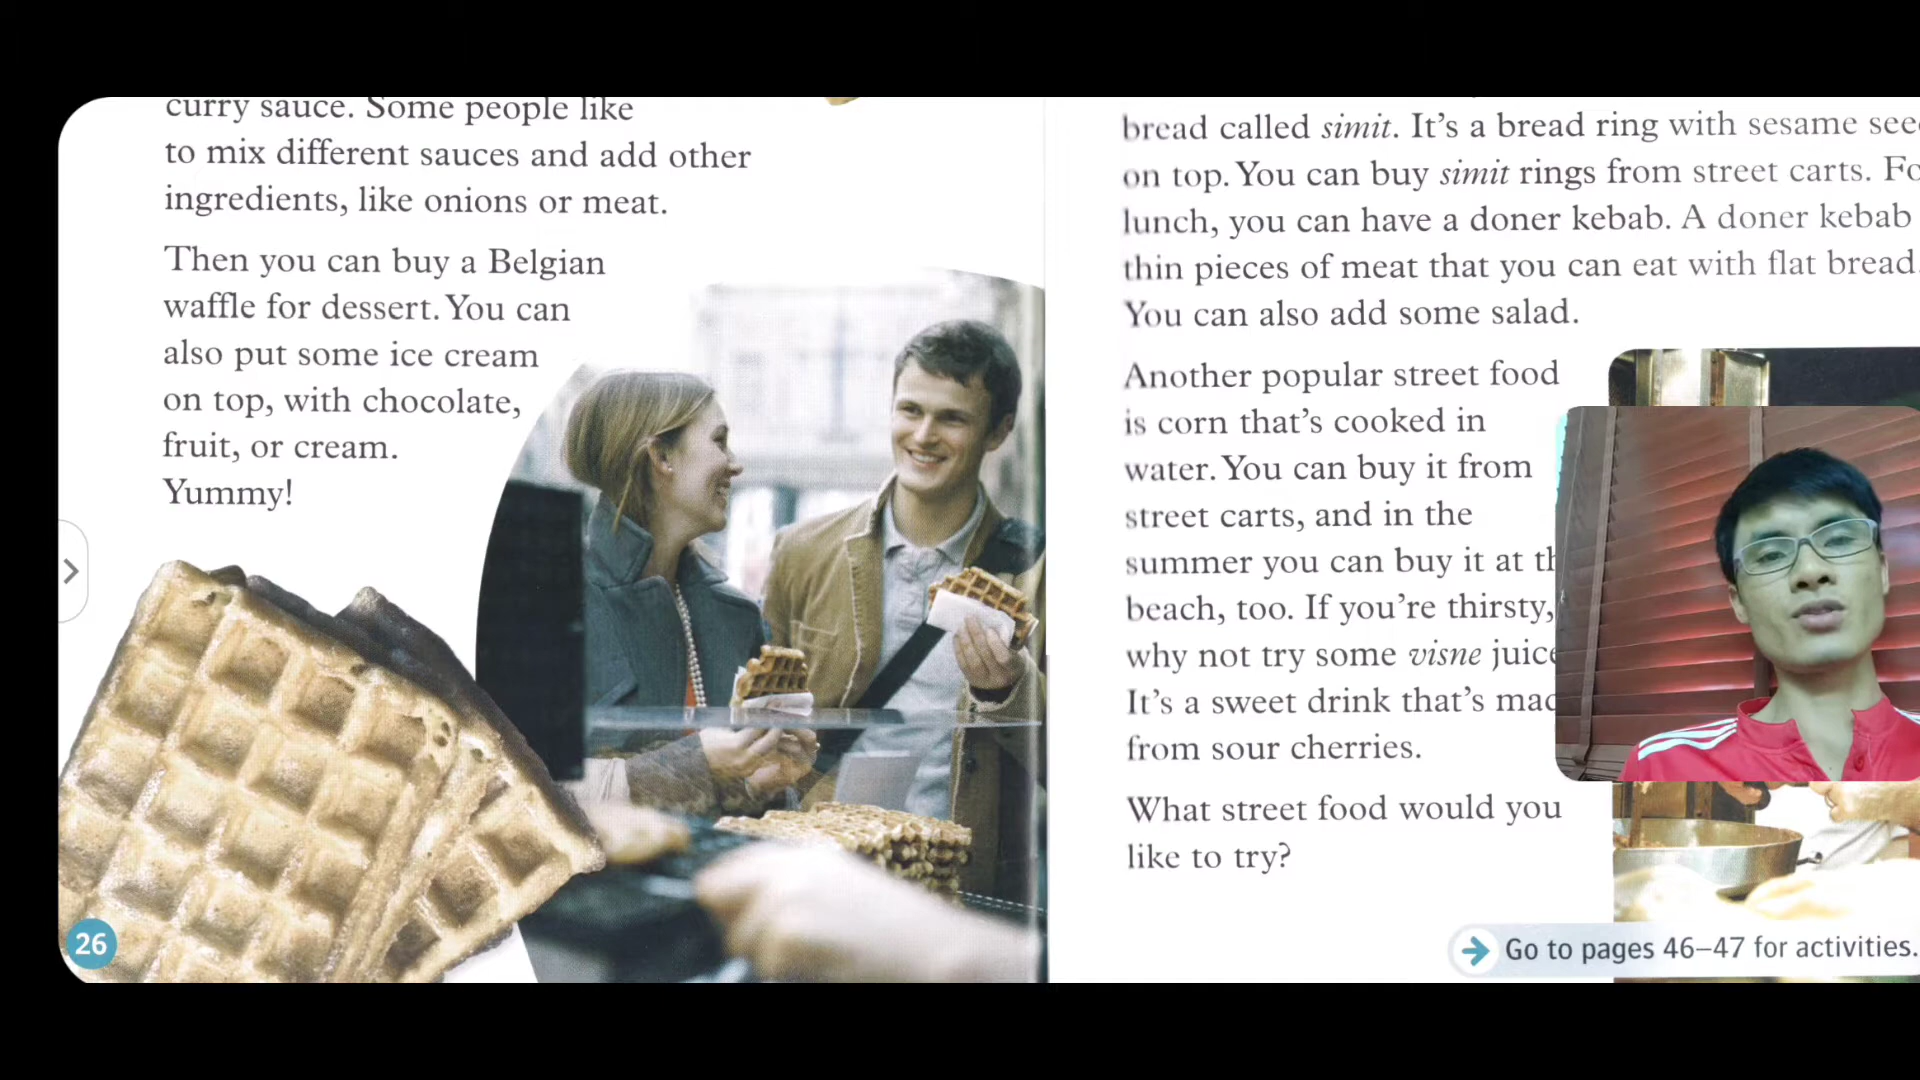 curry sauce. Some people like
to mix different sauces and add other
ingredients, like onions or meat.
Then you can buy a Belgian
waffle for dessert. You can
also put some ice cream
on top, with chocolate,
fruit, or cream.
Yummy!
26
bread called simit. It's a bread ring with sesame
on top. You can buy simit rings from street carts.
lunch, you can have a doner kebab. A doner kebab
thin pieces of meat that you can eat with flat bread.
You can also add some salad.
Another popular street food
is corn that's cooked in
water. You can buy it from
street carts, and in the
summer you can buy it at
beach, too. If you're thirsty,
why not try some visne
It's a sweet drink that's
from sour cherries.
What street food would you
like to try?
Go to pages 46–47 for activities.